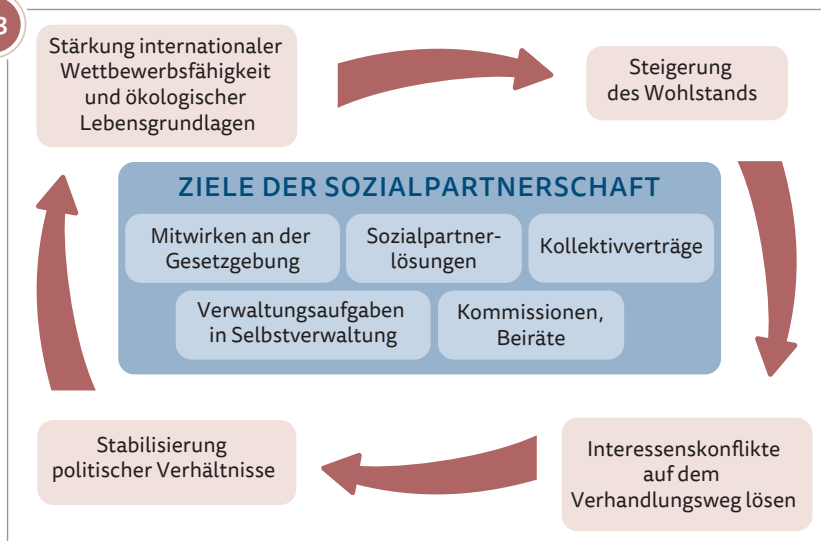 3
Stärkung internationaler
Wettbewerbsfähigkeit
und ökologischer
Lebensgrundlagen
Steigerung
des Wohlstands
ZIELE DER SOZIALPARTNERSCHAFT
Mitwirken an der
Gesetzgebung
Sozialpartner-
lösungen
Kollektivverträge
Verwaltungsaufgaben
in Selbstverwaltung
Kommissionen,
Beiräte
Stabilisierung
politischer Verhältnisse
Interessenskonflikte
auf dem
Verhandlungsweg lösen